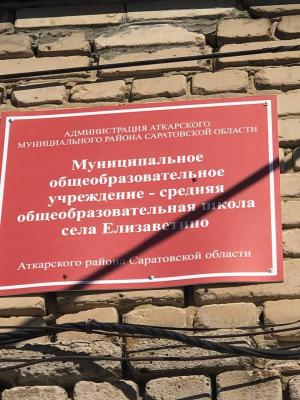 АДМИНИСТРАЦИЯ АТКАРСКОГО
МУНИЦИПАЛЬНОГО РАЙОНА САРАТОВСКОЙ ОБЛАСТИ
Муниципальное
общеобразовательное
учреждение - средняя
общеобразовательная школа
села Елизаветино
Аткарского района Саратовской области